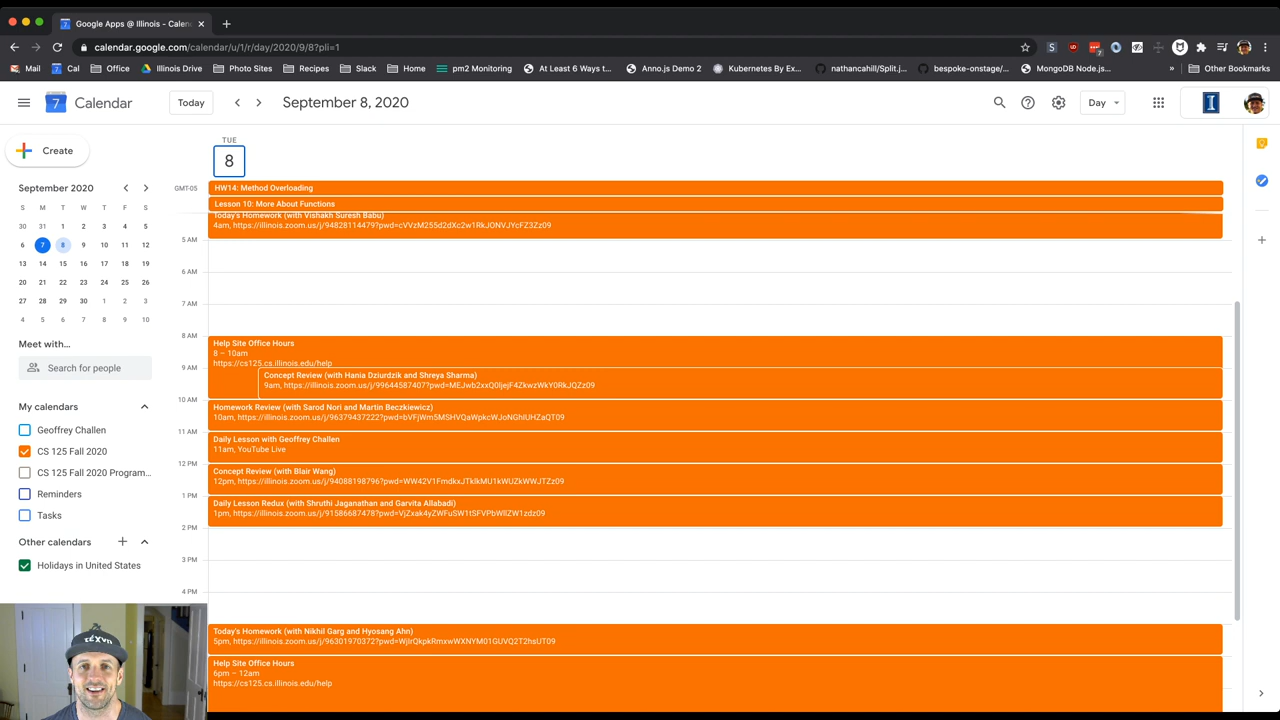 Google Apps @ Illinois - Calen
calendar.google.com/calendar/u/1/r/day/2020/9/8?pli=1
Mail Cal Office Illinois Drive Photo Sites Recipes Slack Home pm2 Monitoring At Least 6 Ways t... Anno.js Demo 2 Kubernetes By Ex... nathancahill/Split.j... bespoke-onstage/... MongoDB Node.js... » Other Bookmarks
7 Calendar Today September 8, 2020 Day
Create
TUE
8
September 2020
S M T W T F S
30 31 1 2 3 4 5
6 7 8 9 10 11 12
13 14 15 16 17 18 19
20 21 22 23 24 25 26
27 28 29 30 1 2 3
4 5 6 7 8 9 10
Meet with...
Search for people
My calendars
Geoffrey Challen
CS 125 Fall 2020
CS 125 Fall 2020 Program...
Reminders
Tasks
Other calendars
Holidays in United States
GMT-05
HW14: Method Overloading
Lesson 10: More About Functions
Today's Homework (with Vishakh Suresh Babu)
4am, https://illinois.zoom.us/j/94828114479?pwd=cVVzM255d2dXc2w1RkJONVJYcFZ3Zz09
5 AM
6 AM
7 AM
8 AM
Help Site Office Hours
8 – 10am
https://cs125.cs.illinois.edu/help
9 AM
Concept Review (with Hania Dziurdzik and Shreya Sharma)
9am, https://illinois.zoom.us/j/99644587407?pwd=MEJwb2xxQ0ljejF4ZkwzWkY0RkJQZz09
10 AM
Homework Review (with Sarod Nori and Martin Beczkiewicz)
10am, https://illinois.zoom.us/j/96379437222?pwd=bVFjWm5MSHVQaWpkcWJoNGhIUHZaQT09
11 AM
Daily Lesson with Geoffrey Challen
11am, YouTube Live
12 PM
Concept Review (with Blair Wang)
12pm, https://illinois.zoom.us/j/94088198796?pwd=WW42V1FmdkxJTklkMU1kWUZkWWJTZz09
1 PM
Daily Lesson Redux (with Shruthi Jaganathan and Garvita Allabadi)
1pm, https://illinois.zoom.us/j/91586687478?pwd=VjZxak4yZWFuSW1tSFVPbWllZW1zdz09
2 PM
3 PM
4 PM
Today's Homework (with Nikhil Garg and Hyosang Ahn)
5pm, https://illinois.zoom.us/j/96301970372?pwd=WjIrQkpkRmxwWXNYM01GUVQ2T2hsUT09
Help Site Office Hours
6pm – 12am
https://cs125.cs.illinois.edu/help